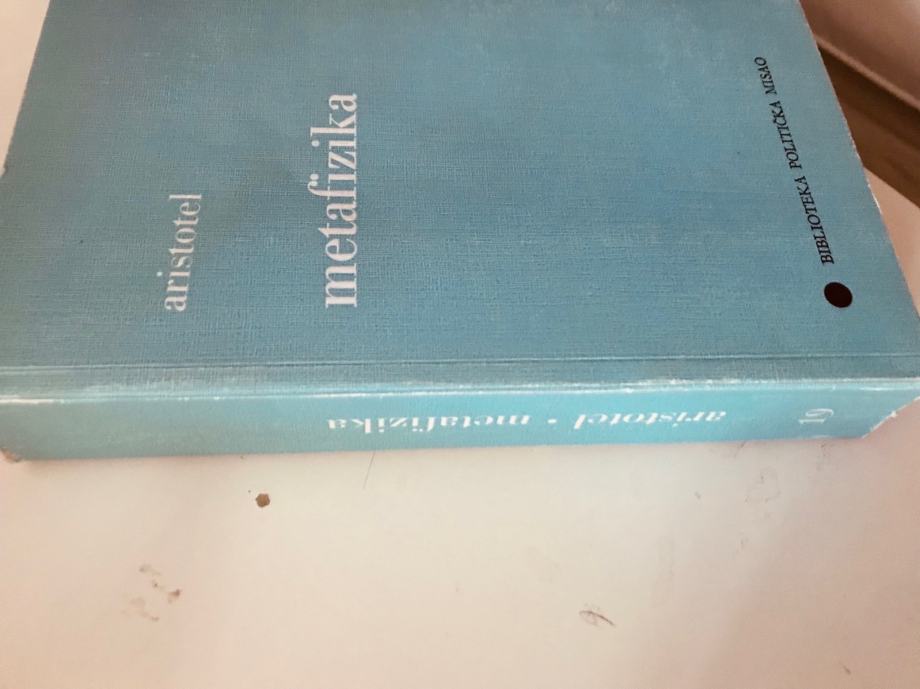 aristotel
metafizika
BIBLIOTEKA POLITIČKA MISAO
aristotel • metafizika
19